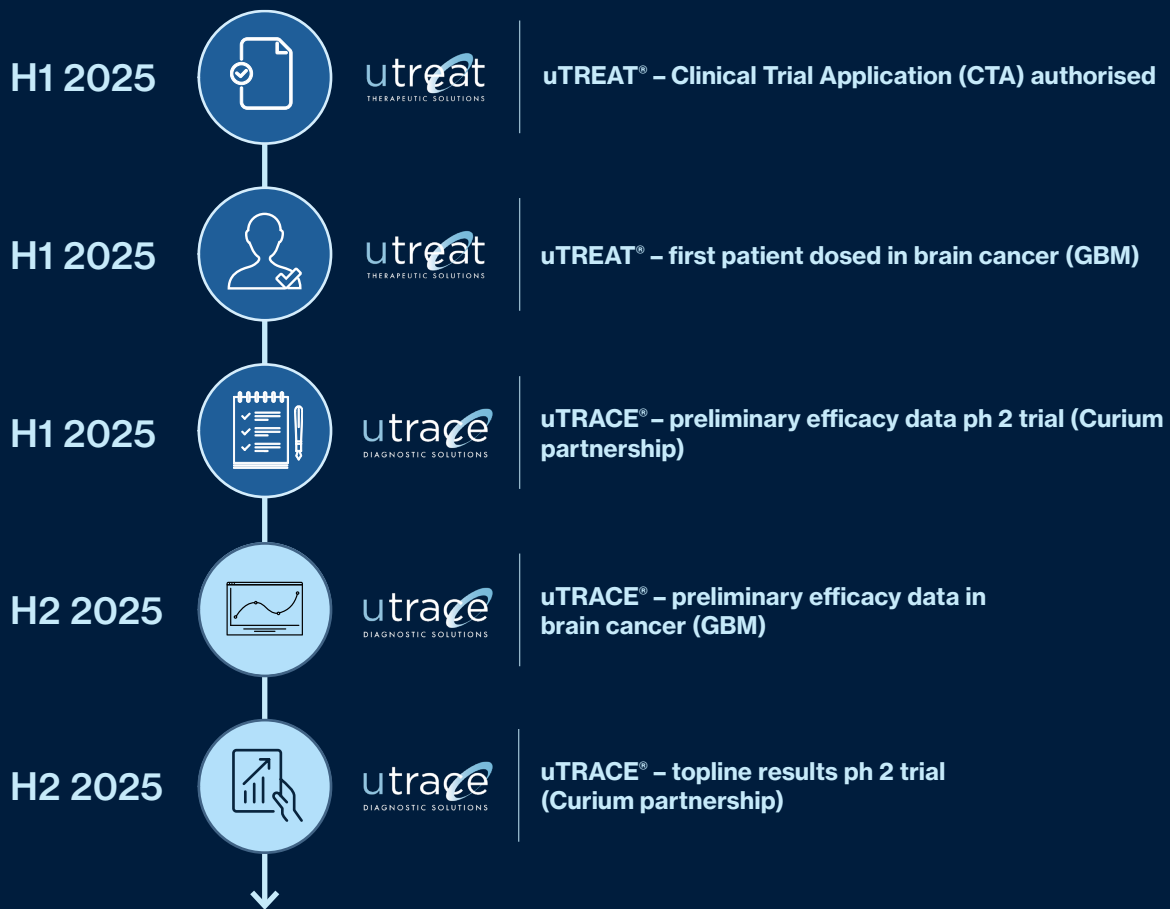 H1 2025
utreat
THERAPEUTIC SOLUTIONS
uTREAT® – Clinical Trial Application (CTA) authorised
H1 2025
utreat
THERAPEUTIC SOLUTIONS
uTREAT® – first patient dosed in brain cancer (GBM)
H1 2025
utrace
DIAGNOSTIC SOLUTIONS
uTRACE® – preliminary efficacy data ph 2 trial (Curium
partnership)
H2 2025
utrace
DIAGNOSTIC SOLUTIONS
uTRACE® – preliminary efficacy data in
brain cancer (GBM)
H2 2025
utrace
DIAGNOSTIC SOLUTIONS
uTRACE® – topline results ph 2 trial
(Curium partnership)